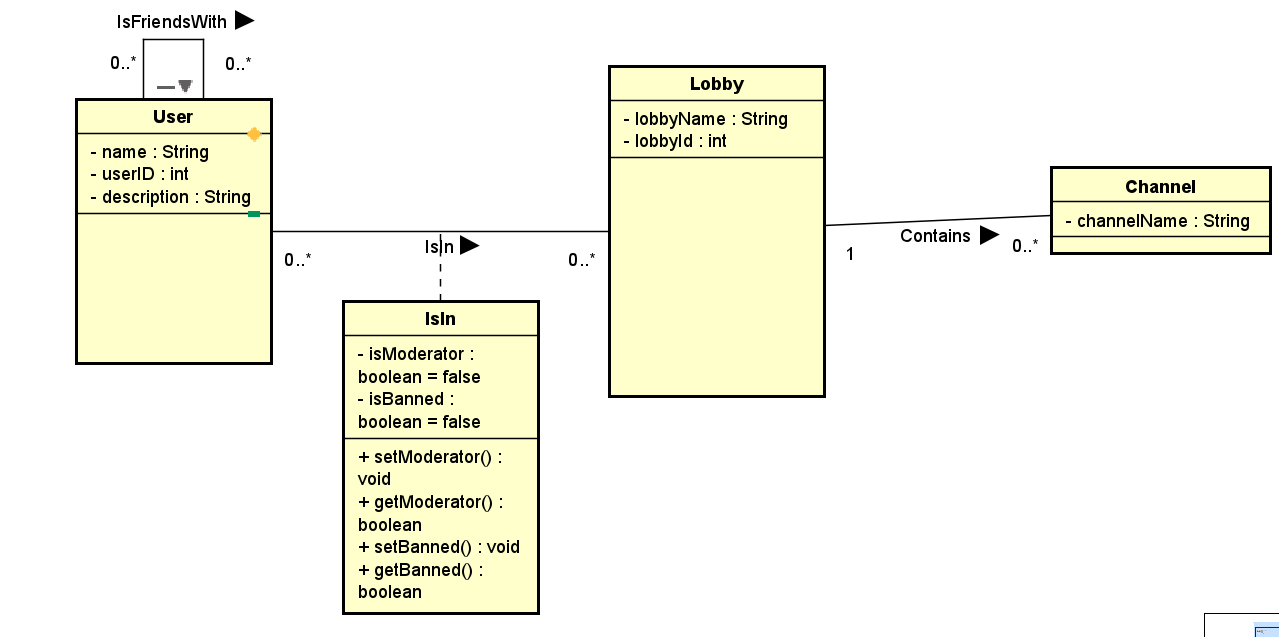 IsFriendsWith
0..*
0..*
User
- name : String
- userID : int
- description : String
0..*
IsIn
0..*
IsIn
- isModerator :
boolean = false
- isBanned :
boolean = false
+ setModerator() :
void
+ getModerator() :
boolean
+ setBanned() : void
+ getBanned() :
boolean
Lobby
- lobbyName : String
- lobbyId : int
1
Contains
0..*
Channel
- channelName : String